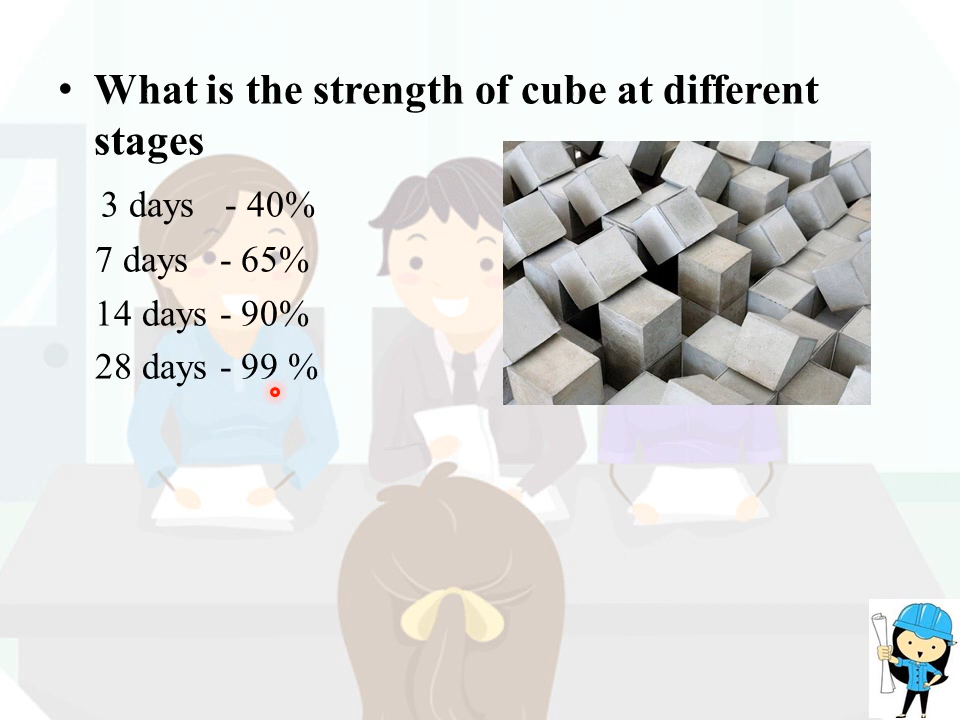 • What is the strength of cube at different
stages
3 days - 40%
7 days - 65%
14 days - 90%
28 days - 99 %